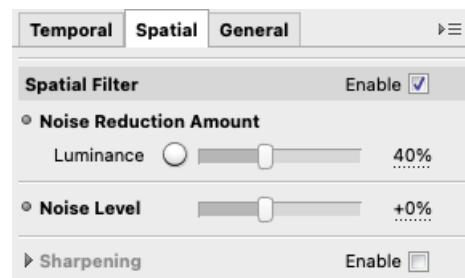 Temporal Spatial General
Spatial Filter Enable
Noise Reduction Amount
Luminance 40%
Noise Level +0%
Sharpening Enable